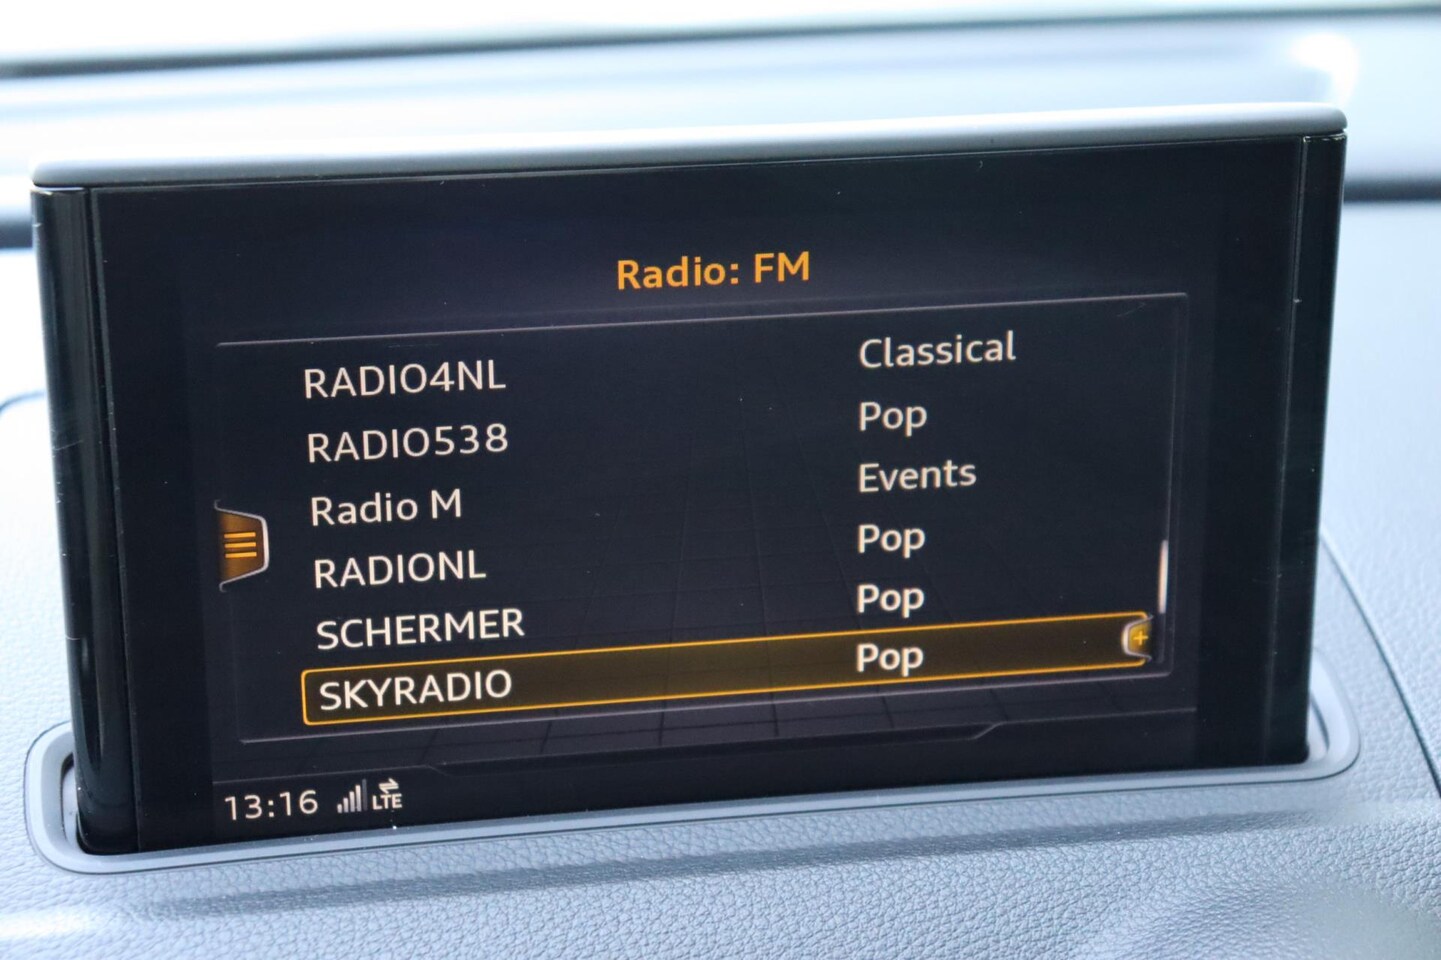 Radio: FM
RADIO4NL Classical
RADIO538 Pop
Radio M Events
RADIONL Pop
SCHERMER Pop
SKYRADIO Pop
13:16 LTE